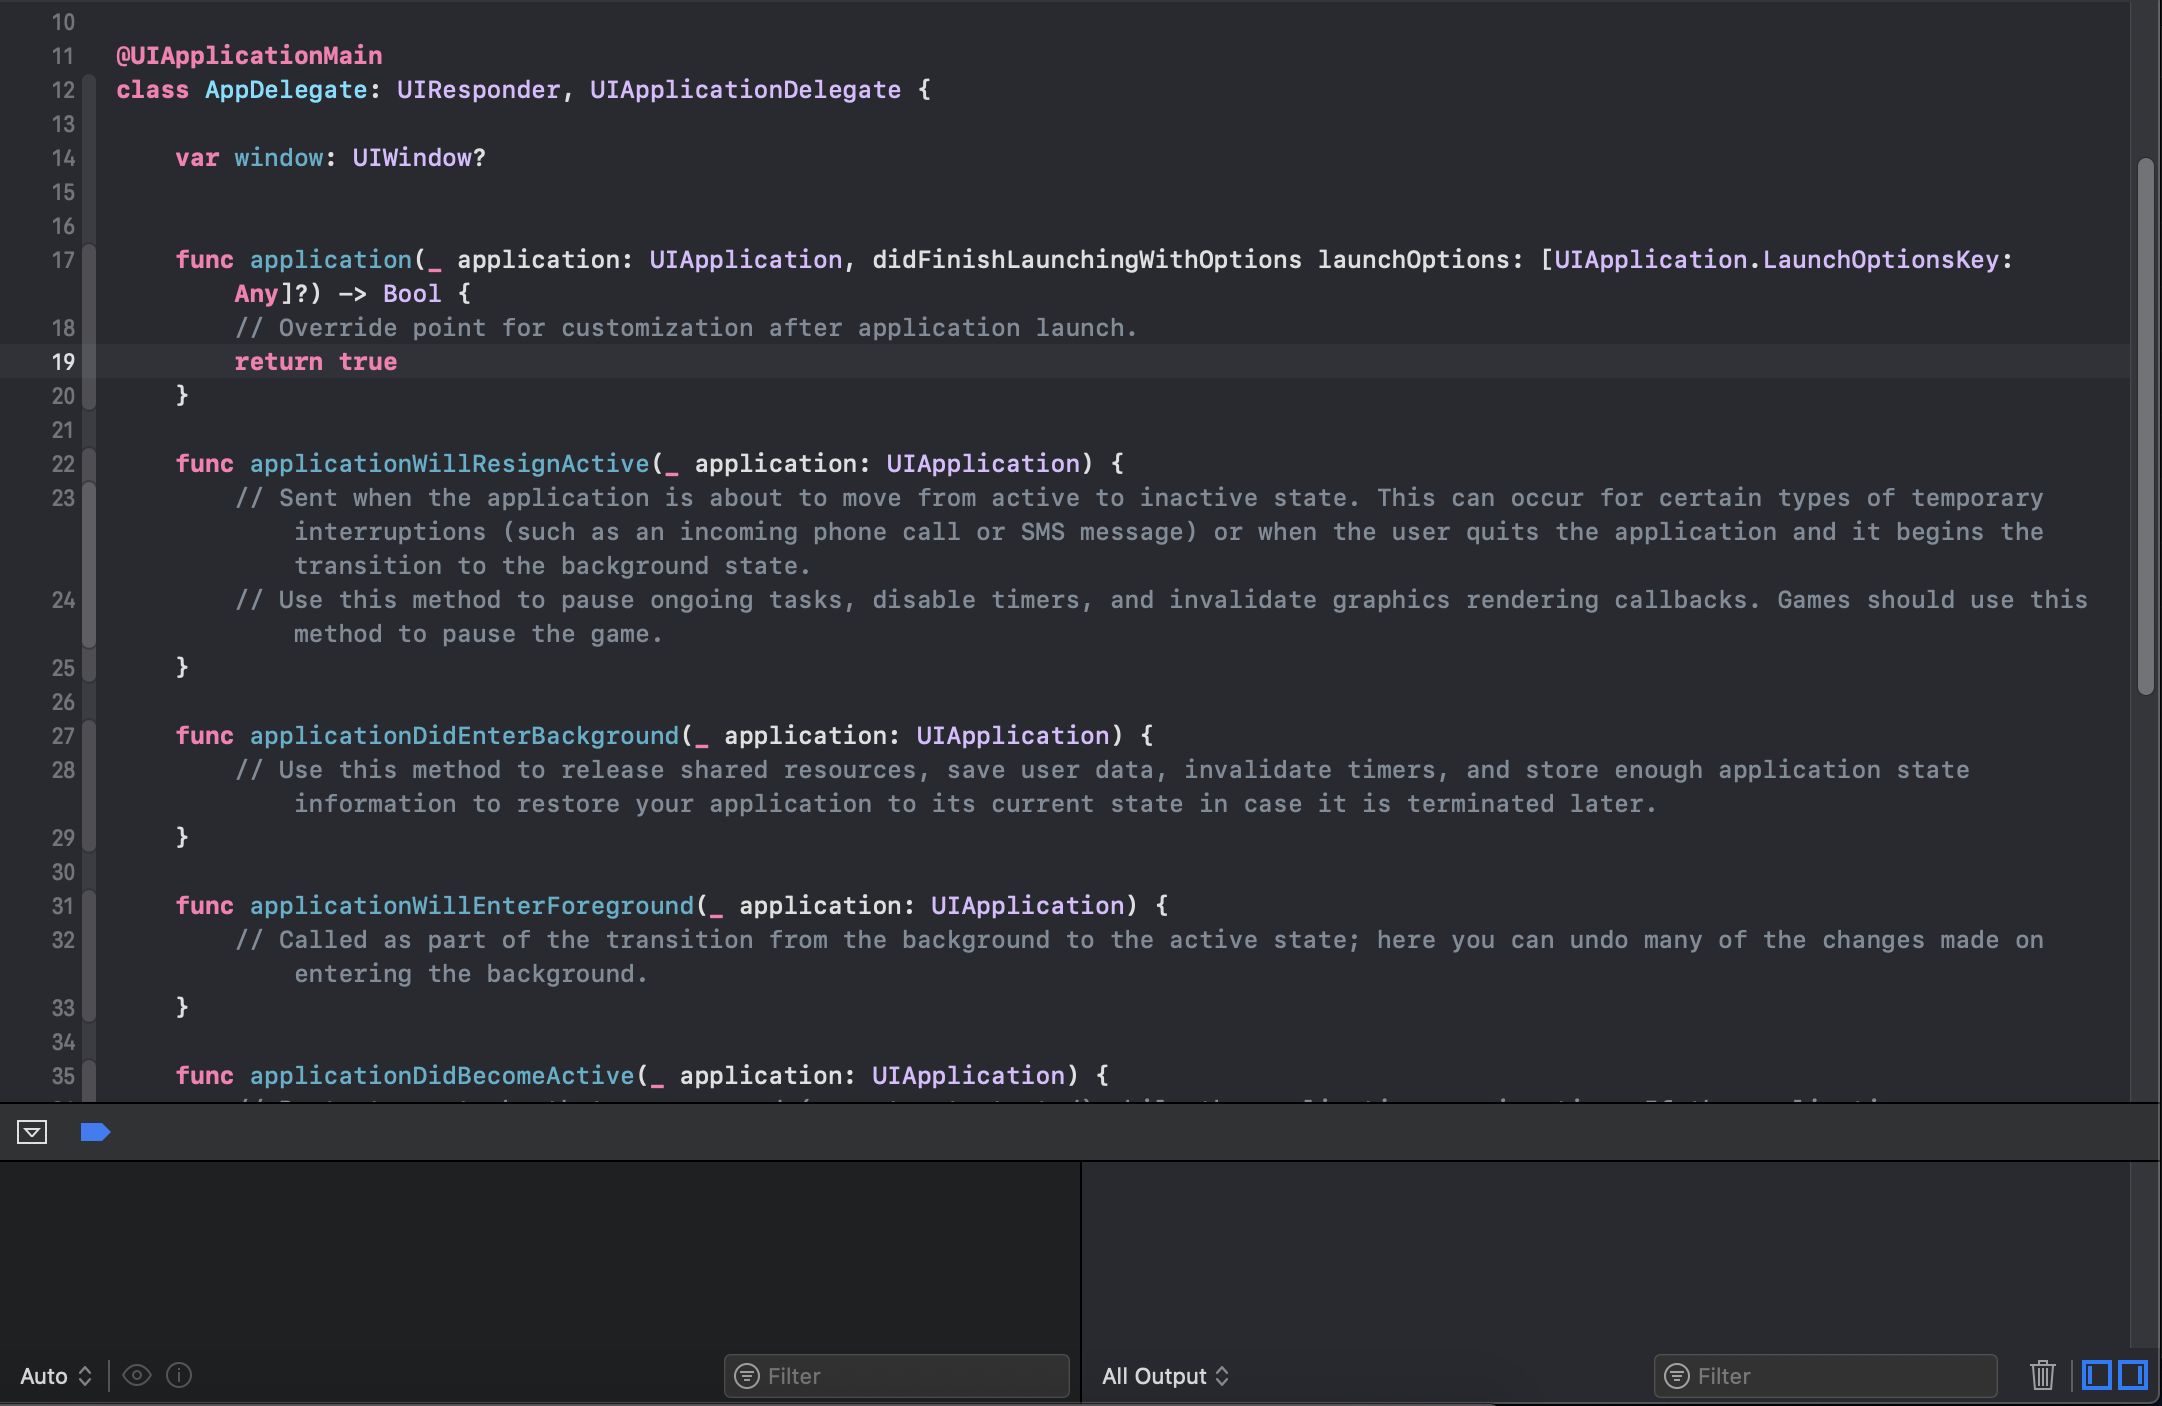 10
11 @UIApplicationMain
12 class AppDelegate: UIResponder, UIApplicationDelegate {
13
14 var window: UIWindow?
15
16
17 func application(_ application: UIApplication, didFinishLaunchingWithOptions launchOptions: [UIApplication.LaunchOptionsKey:
Any]?) -> Bool {
18 // Override point for customization after application launch.
19 return true
20 }
21
22 func applicationWillResignActive(_ application: UIApplication) {
23 // Sent when the application is about to move from active to inactive state. This can occur for certain types of temporary
interruptions (such as an incoming phone call or SMS message) or when the user quits the application and it begins the
transition to the background state.
24 // Use this method to pause ongoing tasks, disable timers, and invalidate graphics rendering callbacks. Games should use this
method to pause the game.
25 }
26
27 func applicationDidEnterBackground(_ application: UIApplication) {
28 // Use this method to release shared resources, save user data, invalidate timers, and store enough application state
information to restore your application to its current state in case it is terminated later.
29 }
30
31 func applicationWillEnterForeground(_ application: UIApplication) {
32 // Called as part of the transition from the background to the active state; here you can undo many of the changes made on
entering the background.
33 }
34
35 func applicationDidBecomeActive(_ application: UIApplication) {
Auto
Filter
All Output
Filter